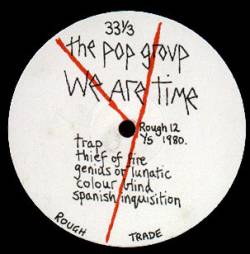 33⅓
the pop group
We are time
Rough 12
Y5 1980.
trap
thief of fire
genids or lunatic
colour blind
spanish inquisition
ROUGH TRADE